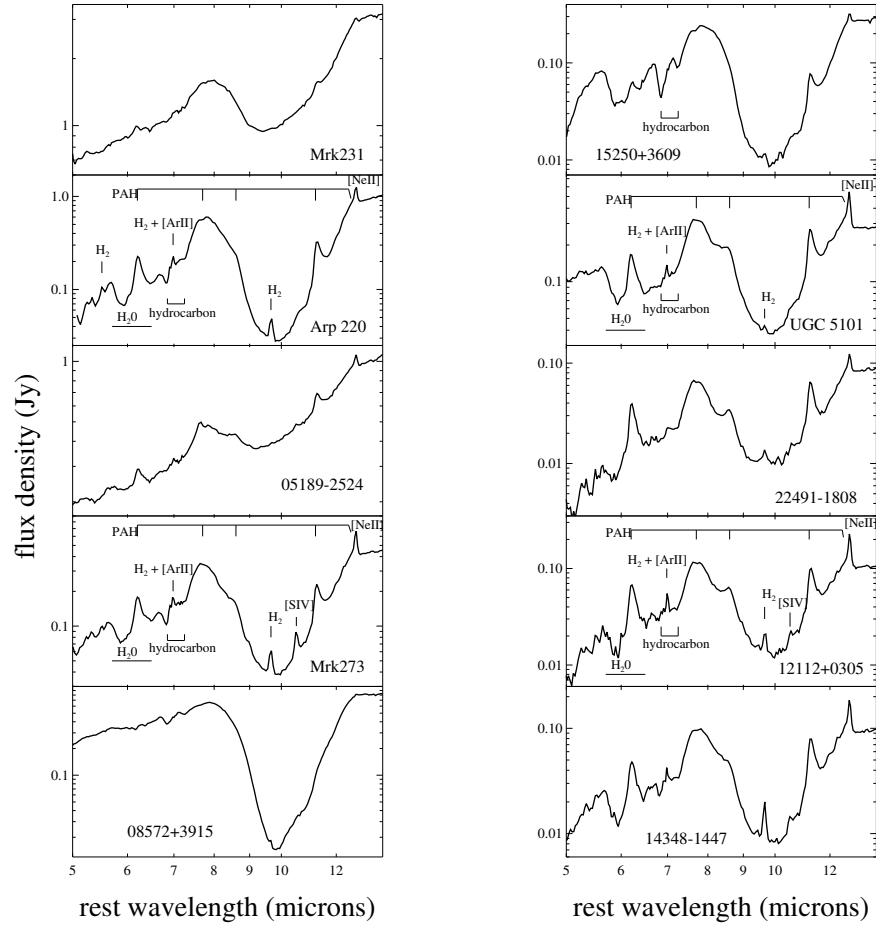 1
Mrk231
1.0
0.1
PAH
[NeII]
H₂ + [ArII]
H₂
H₂
H₂0
hydrocarbon
Arp 220
1
05189-2524
0.1
PAH
[NeII]
H₂ + [ArII]
[SIV]
H₂
H₂0
hydrocarbon
Mrk273
0.1
08572+3915
5 6 7 8 9 10 12
rest wavelength (microns)
flux density (Jy)
0.10
0.01
hydrocarbon
15250+3609
0.1
PAH
[NeII]
H₂ + [ArII]
H₂
H₂0
hydrocarbon
UGC 5101
0.10
0.01
22491-1808
0.10
0.01
PAH
[NeII]
H₂ + [ArII]
H₂
[SIV]
H₂0
hydrocarbon
12112+0305
0.10
0.01
14348-1447
5 6 7 8 9 10 12
rest wavelength (microns)